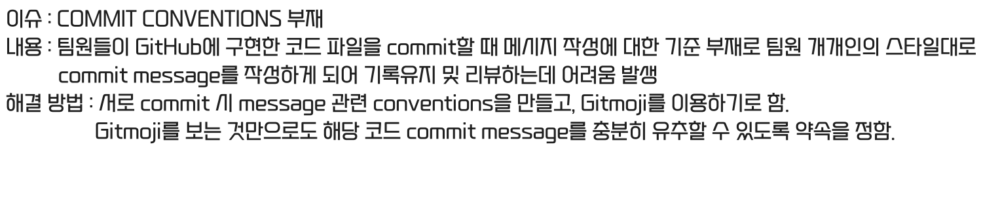 이슈 : COMMIT CONVENTIONS 부재
내용 : 팀원들이 GitHub에 구현한 코드 파일을 commit할 때 메시지 작성에 대한 기준 부재로 팀원 개개인의 스타일대로
commit message를 작성하게 되어 기록유지 및 리뷰하는데 어려움 발생
해결 방법 : 서로 commit 시 message 관련 conventions을 만들고, Gitmoji를 이용하기로 함.
Gitmoji를 보는 것만으로도 해당 코드 commit message를 충분히 유추할 수 있도록 약속을 정함.